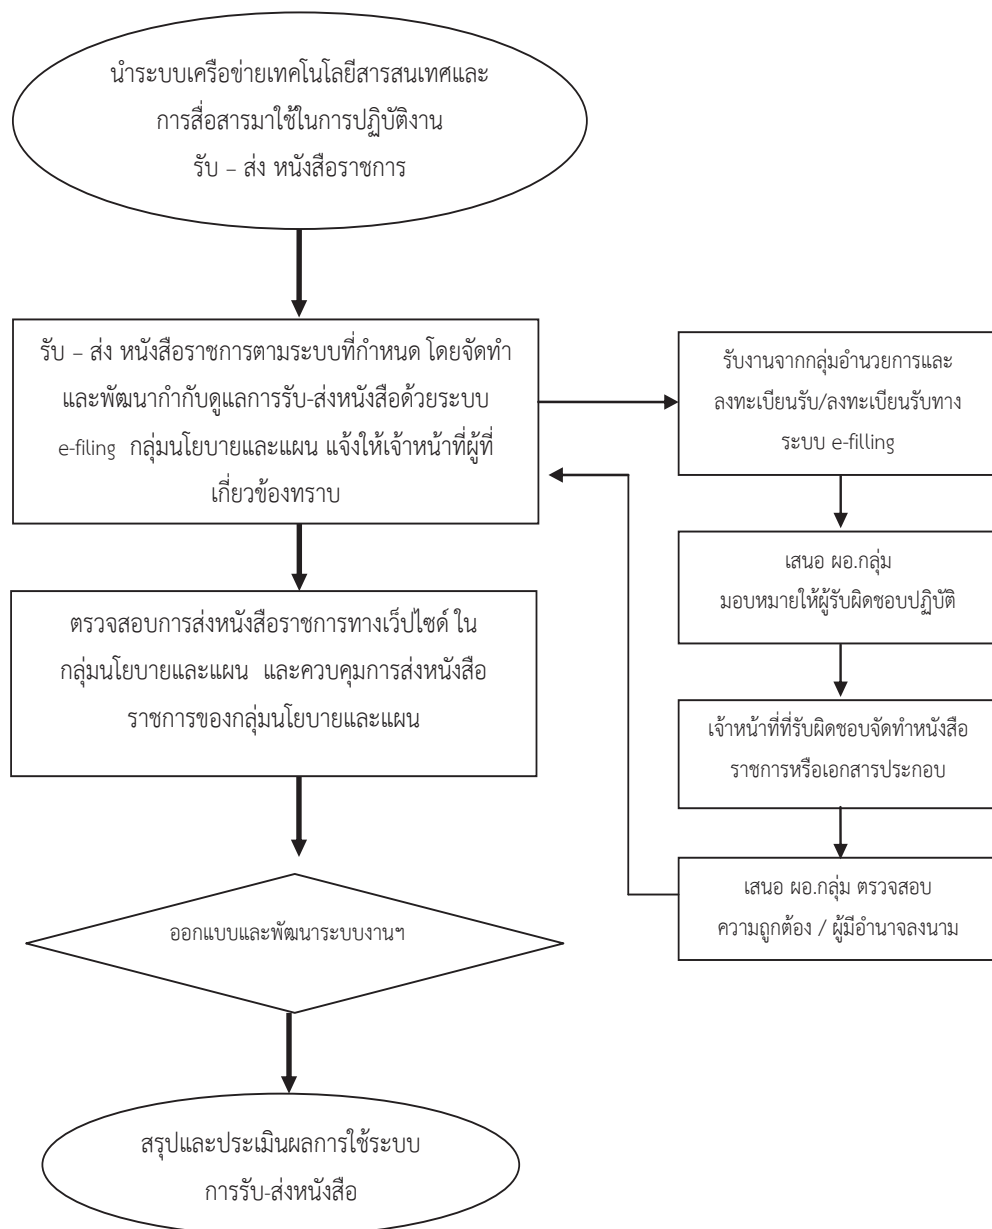 นำระบบเครือข่ายเทคโนโลยีสารสนเทศและ
การสื่อสารมาใช้ในการปฏิบัติงาน
รับ – ส่ง หนังสือราชการ
รับ – ส่ง หนังสือราชการตามระบบที่กำหนด โดยจัดทำ
และพัฒนากำกับดูแลการรับ-ส่งหนังสือด้วยระบบ
e-filing กลุ่มนโยบายและแผน แจ้งให้เจ้าหน้าที่ผู้ที่
เกี่ยวข้องทราบ
รับงานจากกลุ่มอำนวยการและ
ลงทะเบียนรับ/ลงทะเบียนรับทาง
ระบบ e-filling
เสนอ ผอ.กลุ่ม
มอบหมายให้ผู้รับผิดชอบปฏิบัติ
เจ้าหน้าที่ที่รับผิดชอบจัดทำหนังสือ
ราชการหรือเอกสารประกอบ
เสนอ ผอ.กลุ่ม ตรวจสอบ
ความถูกต้อง / ผู้มีอำนาจลงนาม
ตรวจสอบการส่งหนังสือราชการทางเว็ปไซด์ ใน
กลุ่มนโยบายและแผน และควบคุมการส่งหนังสือ
ราชการของกลุ่มนโยบายและแผน
ออกแบบและพัฒนาระบบงานฯ
สรุปและประเมินผลการใช้ระบบ
การรับ-ส่งหนังสือ